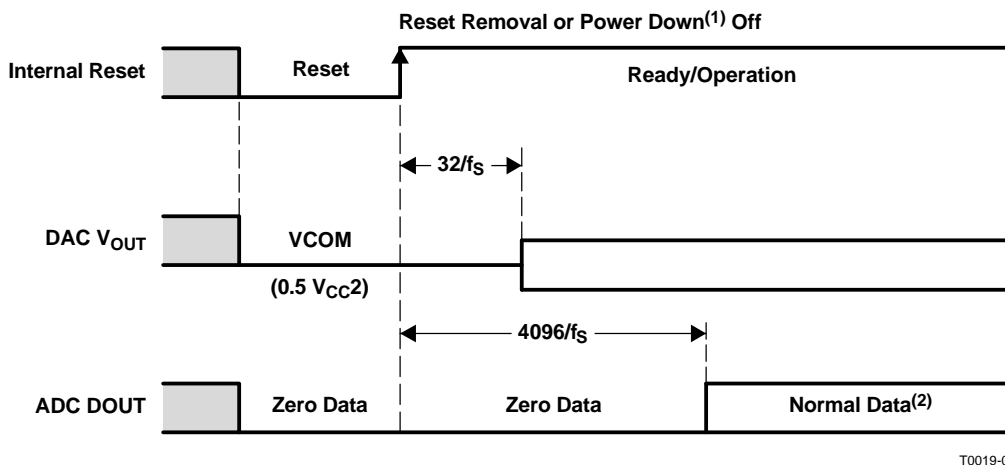 Reset Removal or Power Down(1) Off
Internal Reset
Reset
Ready/Operation
32/fS
DAC VOUT
VCOM
(0.5 VCC2)
4096/fS
ADC DOUT
Zero Data
Zero Data
Normal Data(2)